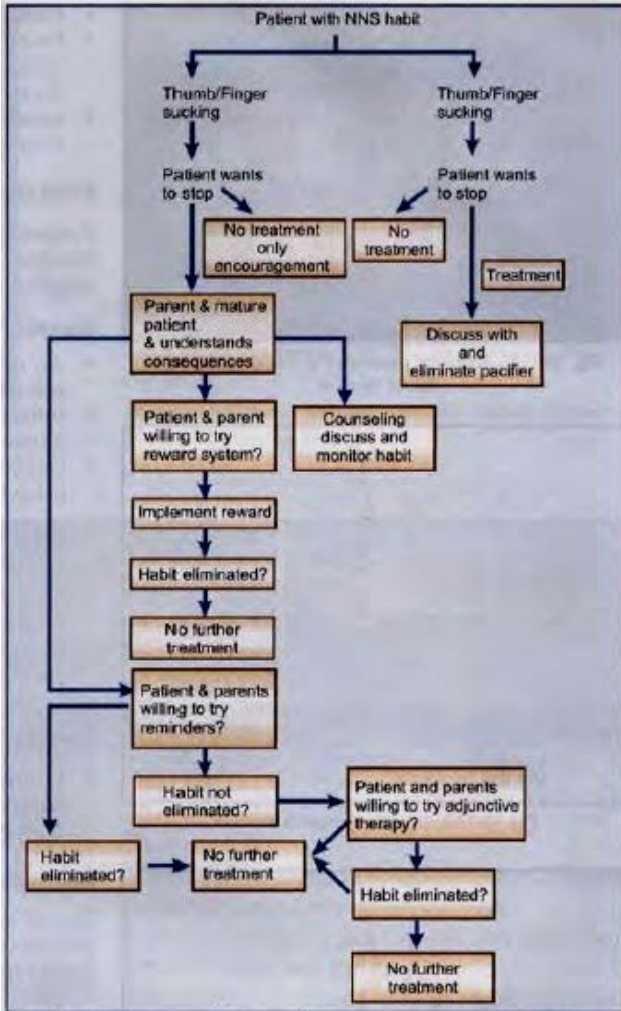 Patient with NNS habit
Thumb/Finger
sucking
Thumb/Finger
sucking
Patient wants
to stop
Patient wants
to stop
No treatment
only
encouragement
No
treatment
Treatment
Parent & mature
patient
& understands
consequences
Discuss with
and
eliminate pacifier
Patient & parent
willing to try
reward system?
Counseling
discuss and
monitor habit
Implement reward
Habit eliminated?
No further
treatment
Patient & parents
willing to try
reminders?
Habit not
eliminated?
Patient and parents
willing to try adjunctive
therapy?
Habit
eliminated?
No further
treatment
Habit eliminated?
No further
treatment